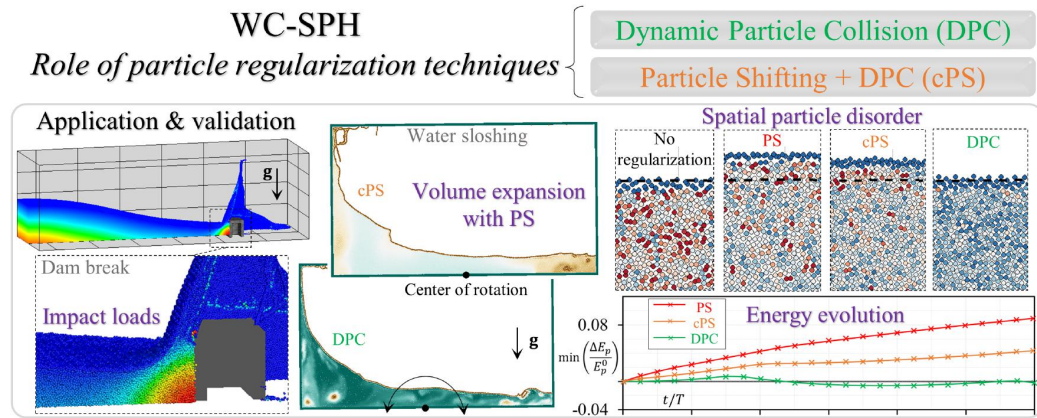 WC-SPH
Role of particle regularization techniques
Dynamic Particle Collision (DPC)
Particle Shifting + DPC (cPS)
Application & validation
g
Dam break
Impact loads
Water sloshing
cPS
Volume expansion
with PS
Center of rotation
DPC
g
Spatial particle disorder
No
regularization
PS
cPS
DPC
Energy evolution
PS
cPS
DPC
0.08
min(ΔE_p/E_p^0)
-0.04
t/T